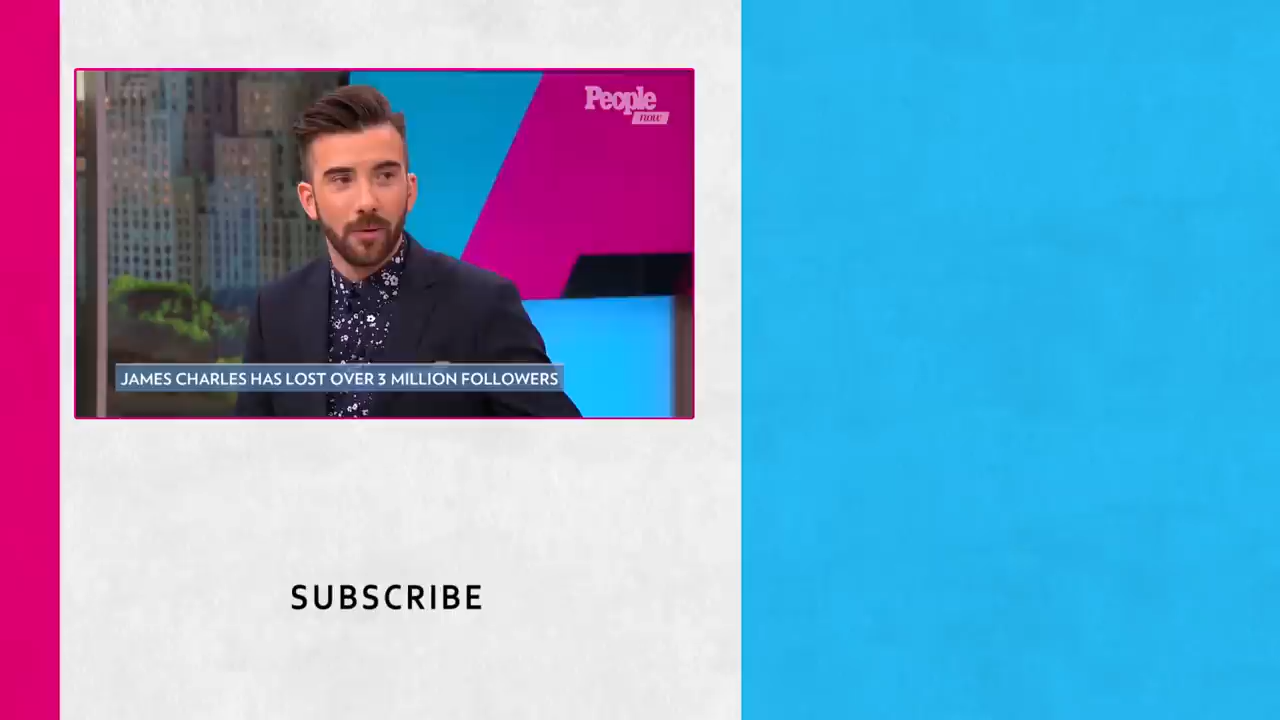 People
now
JAMES CHARLES HAS LOST OVER 3 MILLION FOLLOWERS
SUBSCRIBE